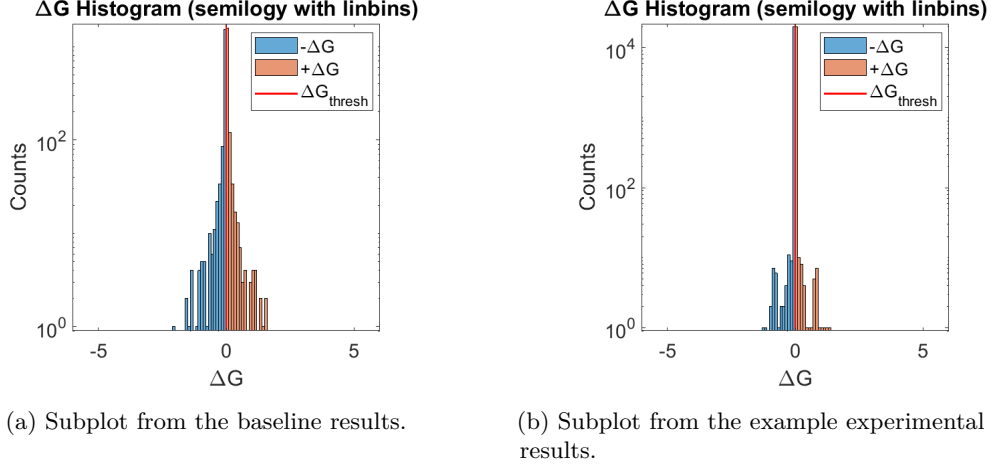 ΔG Histogram (semilogy with linbins)
-ΔG
+ΔG
ΔG_thresh
10^2
10^0
Counts
-5
0
5
ΔG
(a) Subplot from the baseline results.
ΔG Histogram (semilogy with linbins)
-ΔG
+ΔG
ΔG_thresh
10^4
10^2
10^0
Counts
-5
0
5
ΔG
(b) Subplot from the example experimental
results.